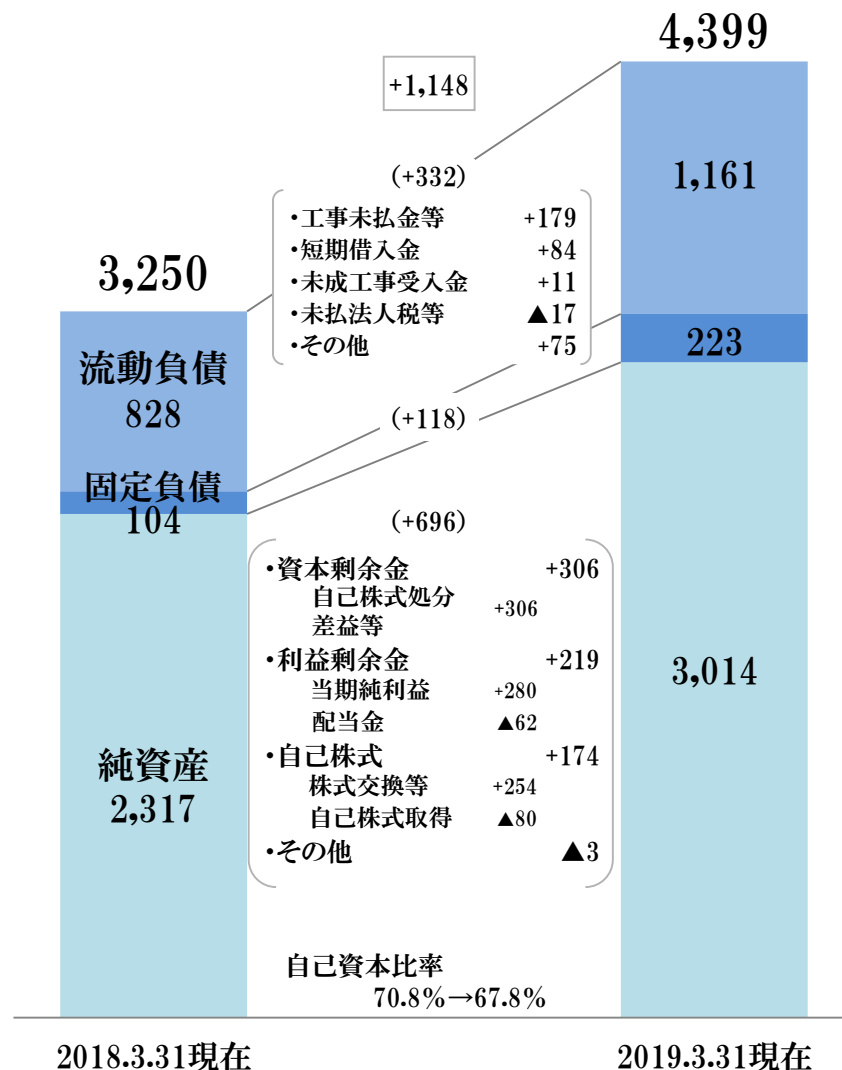 4,399
+1,148
1,161
(+332)
・工事未払金等 +179
・短期借入金 +84
・未成工事受入金 +11
・未払法人税等 ▲17
・その他 +75
3,250
流動負債
828
223
(+118)
固定負債
104
(+696)
・資本剰余金 +306
自己株式処分
差益等 +306
・利益剰余金 +219
当期純利益 +280
配当金 ▲62
・自己株式 +174
株式交換等 +254
自己株式取得 ▲80
・その他 ▲3
3,014
純資産
2,317
自己資本比率
70.8%→67.8%
2018.3.31現在
2019.3.31現在